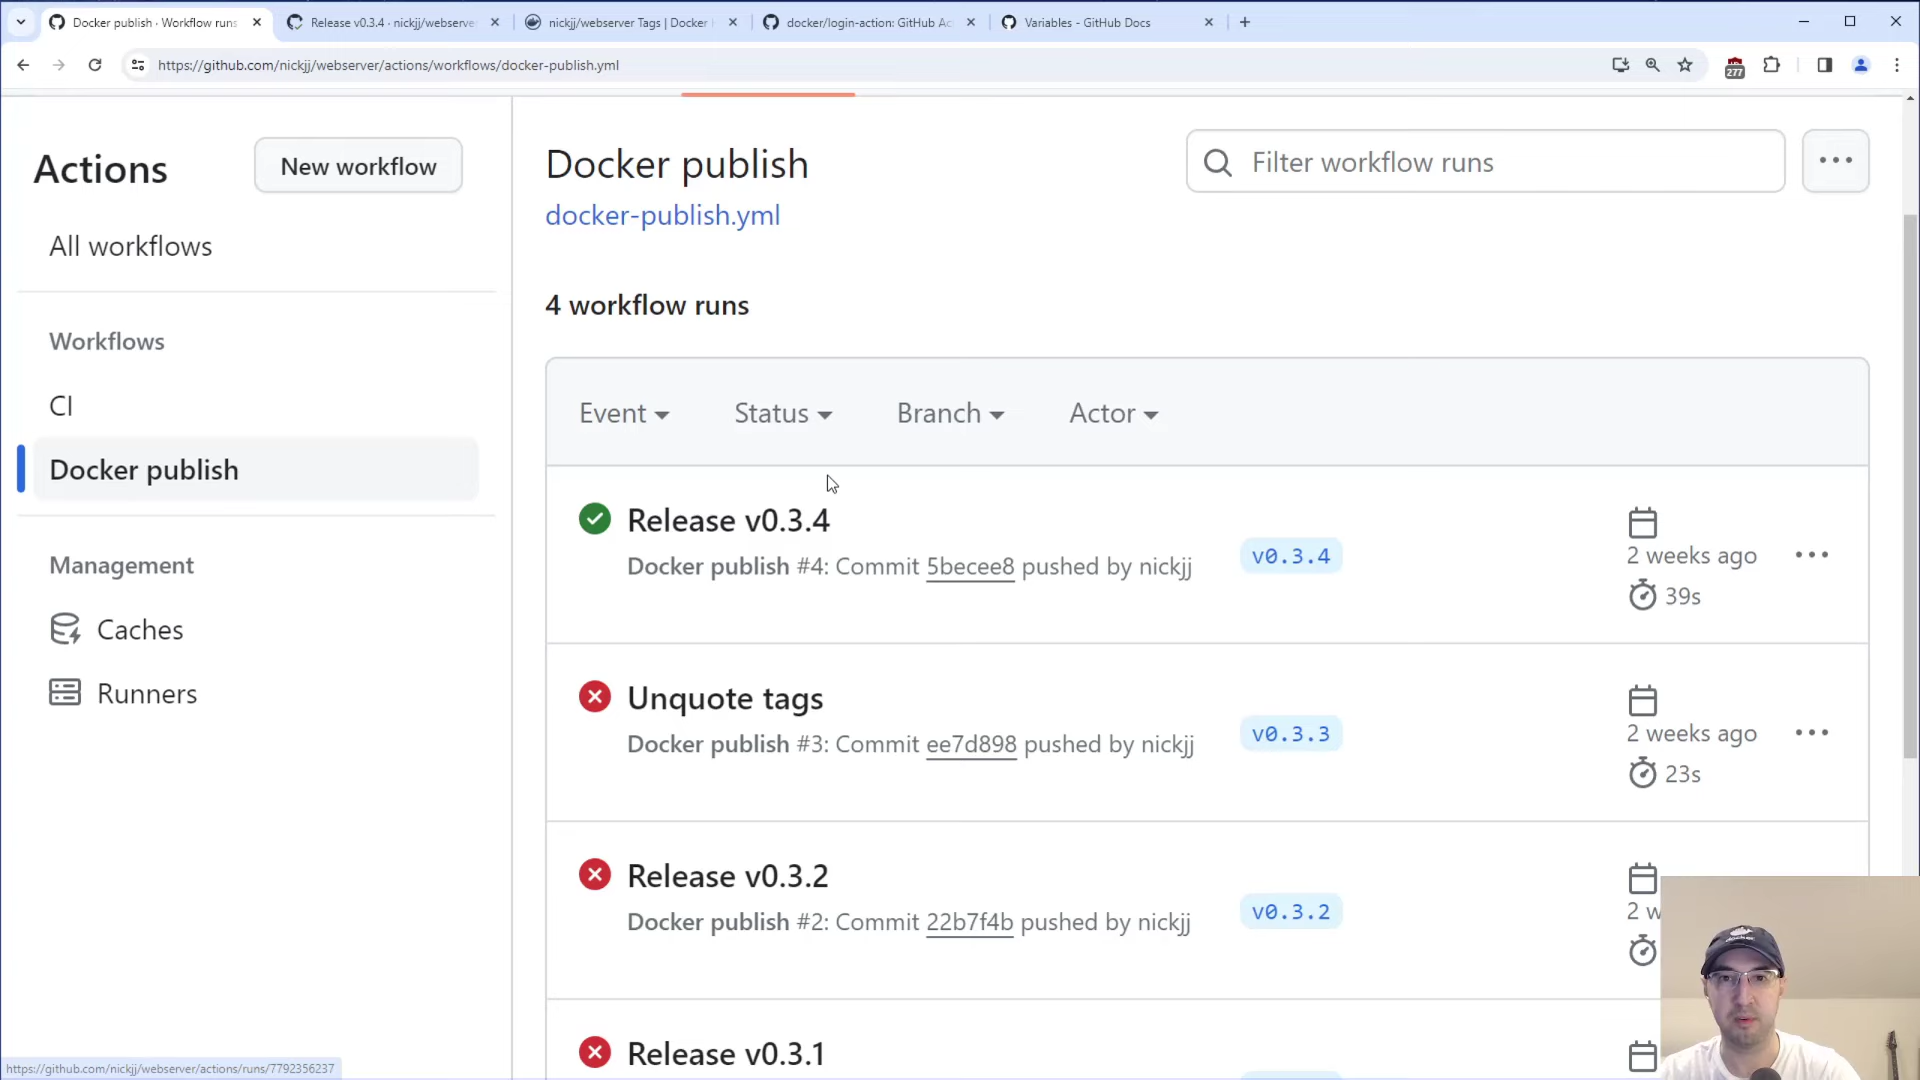 Docker publish · Workflow runs
Release v0.3.4 · nickjj/webserve
nickjj/webserver Tags | Docker
docker/login-action: GitHub Ac
Variables - GitHub Docs
https://github.com/nickjj/webserver/actions/workflows/docker-publish.yml
277
Actions
New workflow
All workflows
Workflows
CI
Docker publish
Management
Caches
Runners
Docker publish
docker-publish.yml
Filter workflow runs
4 workflow runs
Event
Status
Branch
Actor
Release v0.3.4
Docker publish #4: Commit 5becee8 pushed by nickjj
v0.3.4
2 weeks ago
39s
Unquote tags
Docker publish #3: Commit ee7d898 pushed by nickjj
v0.3.3
2 weeks ago
23s
Release v0.3.2
Docker publish #2: Commit 22b7f4b pushed by nickjj
v0.3.2
2 w
Release v0.3.1
https://github.com/nickjj/webserver/actions/runs/7792356237